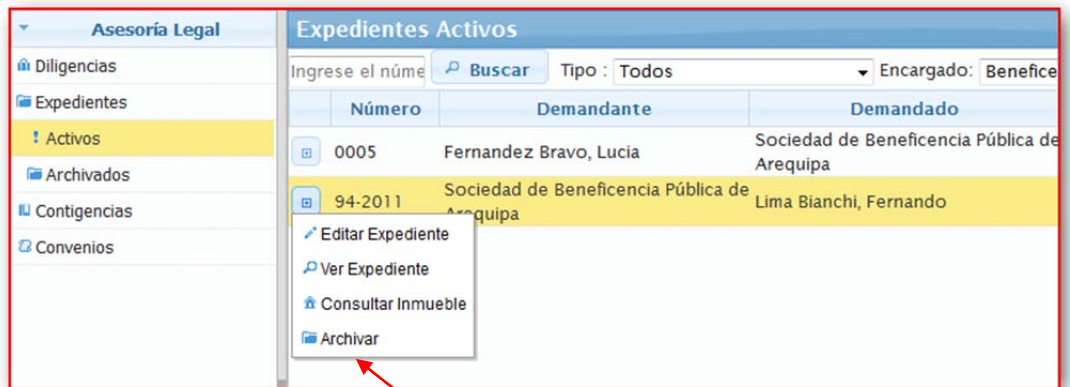 Asesoría Legal
Diligencias
Expedientes
Activos
Archivados
Contigencias
Convenios
Expedientes Activos
Ingrese el núme Buscar Tipo : Todos Encargado: Benefice
Número Demandante Demandado
0005 Fernandez Bravo, Lucia Sociedad de Beneficencia Pública de
Arequipa
94-2011 Sociedad de Beneficencia Pública de Lima Bianchi, Fernando
Arequipa
Editar Expediente
Ver Expediente
Consultar Inmueble
Archivar